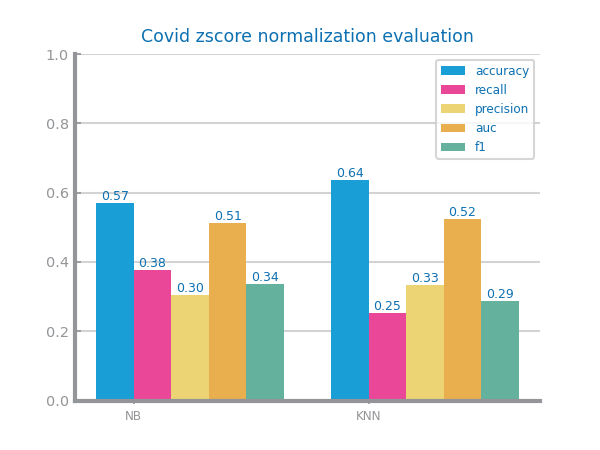 Covid zscore normalization evaluation
1.0
0.8
0.6
0.4
0.2
0.0
accuracy
recall
precision
auc
f1
0.57
0.38
0.30
0.51
0.34
0.64
0.25
0.33
0.52
0.29
NB
KNN